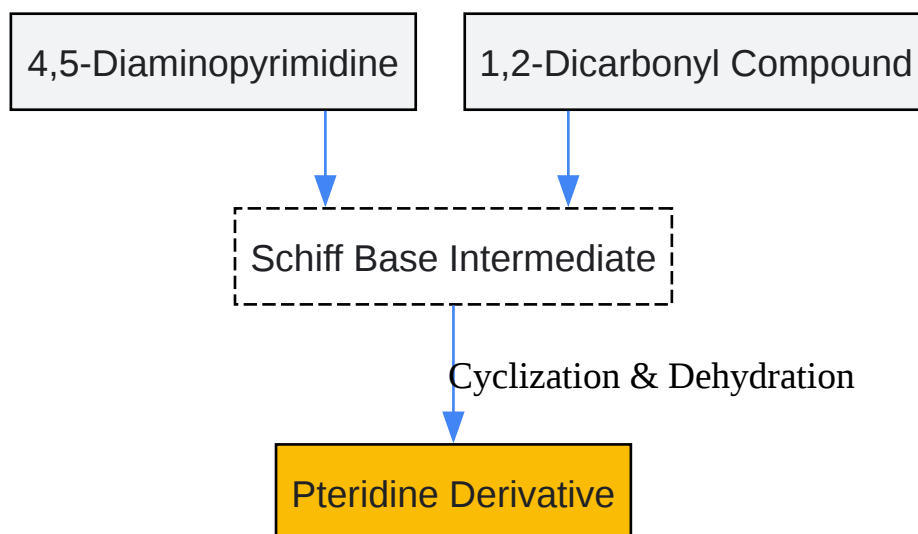 4,5-Diaminopyrimidine
1,2-Dicarbonyl Compound
Schiff Base Intermediate
Cyclization & Dehydration
Pteridine Derivative